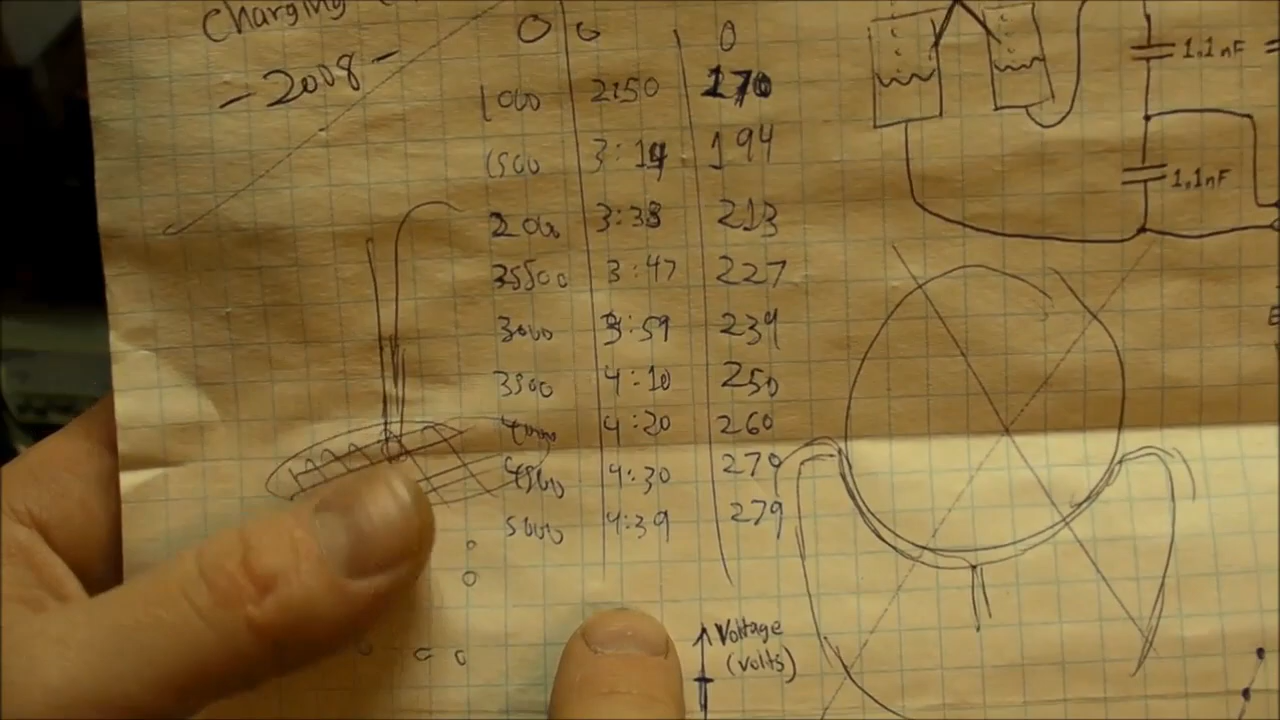 Charging
- 2008 -
0 0 0
1000 2:50 170
1500 3:14 194
2000 3:33 213
3:47 227
3000 3:59 239
3500 4:10 250
4000 4:20 260
4500 4:30 270
5000 4:39 279
1.1nF
1.1nF
Voltage
(volts)